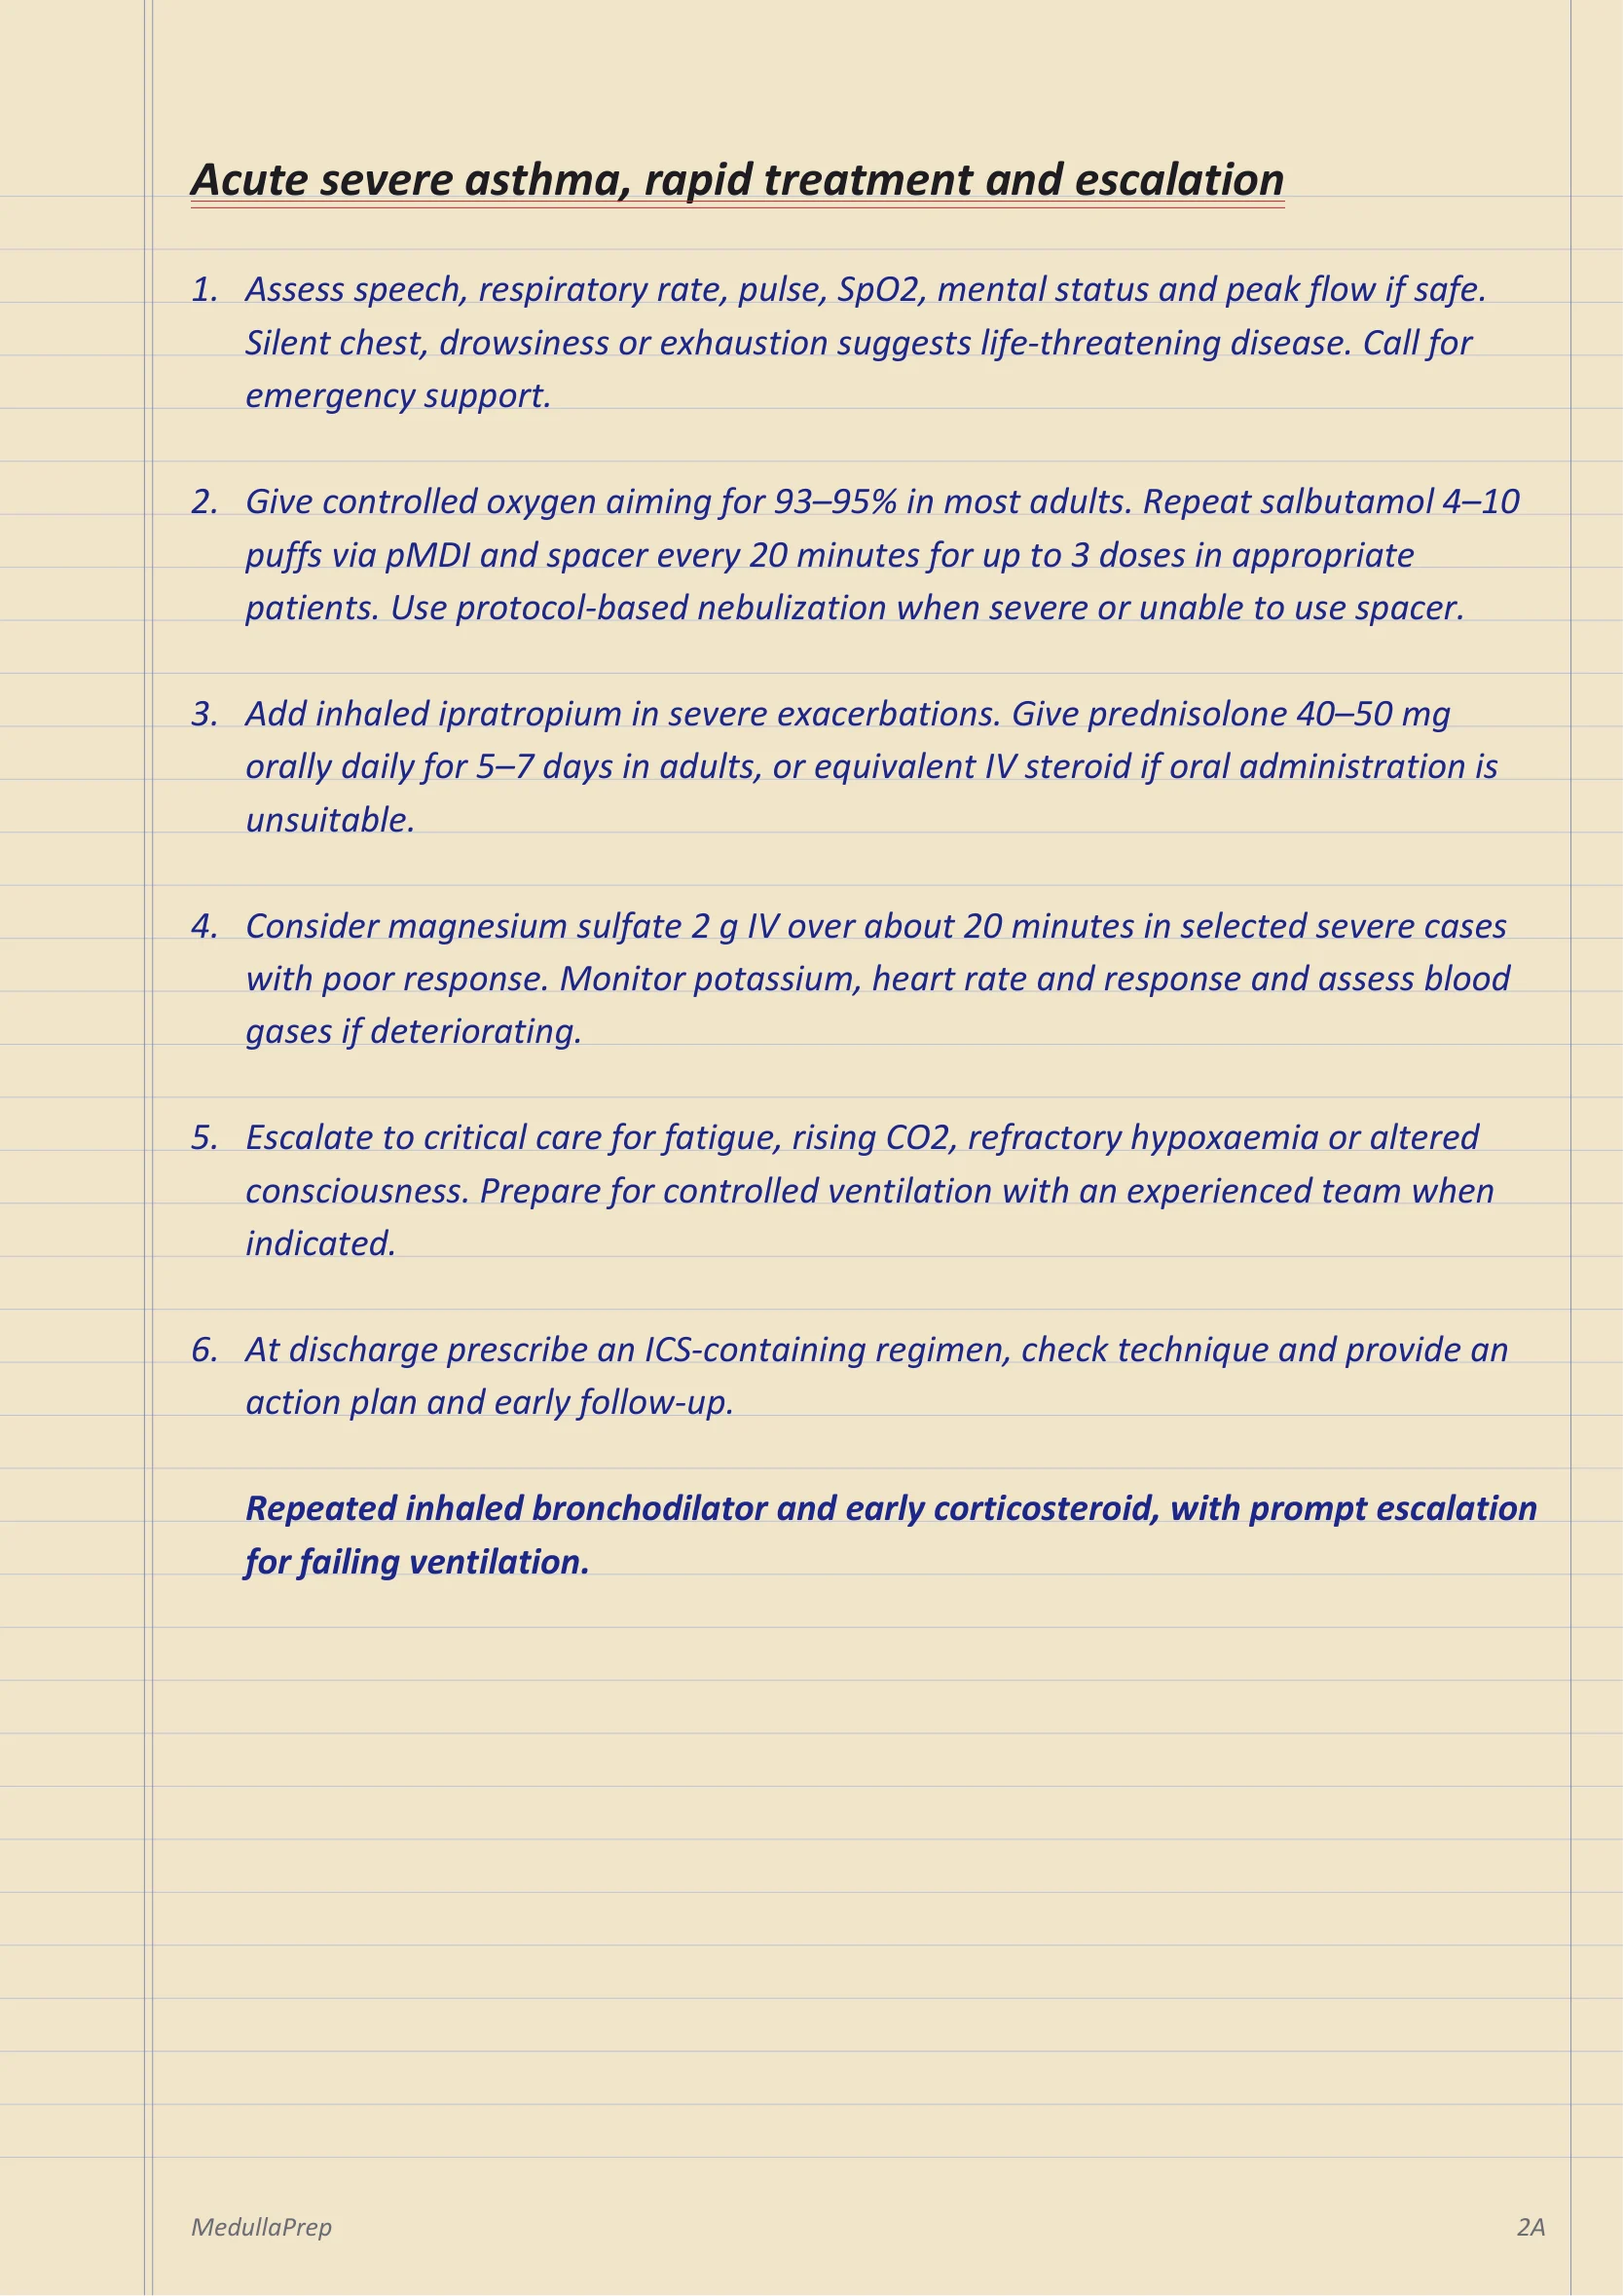 Acute severe asthma, rapid treatment and escalation
1. Assess speech, respiratory rate, pulse, SpO2, mental status and peak flow if safe.
Silent chest, drowsiness or exhaustion suggests life-threatening disease. Call for
emergency support.
2. Give controlled oxygen aiming for 93–95% in most adults. Repeat salbutamol 4–10
puffs via pMDI and spacer every 20 minutes for up to 3 doses in appropriate
patients. Use protocol-based nebulization when severe or unable to use spacer.
3. Add inhaled ipratropium in severe exacerbations. Give prednisolone 40–50 mg
orally daily for 5–7 days in adults, or equivalent IV steroid if oral administration is
unsuitable.
4. Consider magnesium sulfate 2 g IV over about 20 minutes in selected severe cases
with poor response. Monitor potassium, heart rate and response and assess blood
gases if deteriorating.
5. Escalate to critical care for fatigue, rising CO2, refractory hypoxaemia or altered
consciousness. Prepare for controlled ventilation with an experienced team when
indicated.
6. At discharge prescribe an ICS-containing regimen, check technique and provide an
action plan and early follow-up.
Repeated inhaled bronchodilator and early corticosteroid, with prompt escalation
for failing ventilation.
MedullaPrep
2A